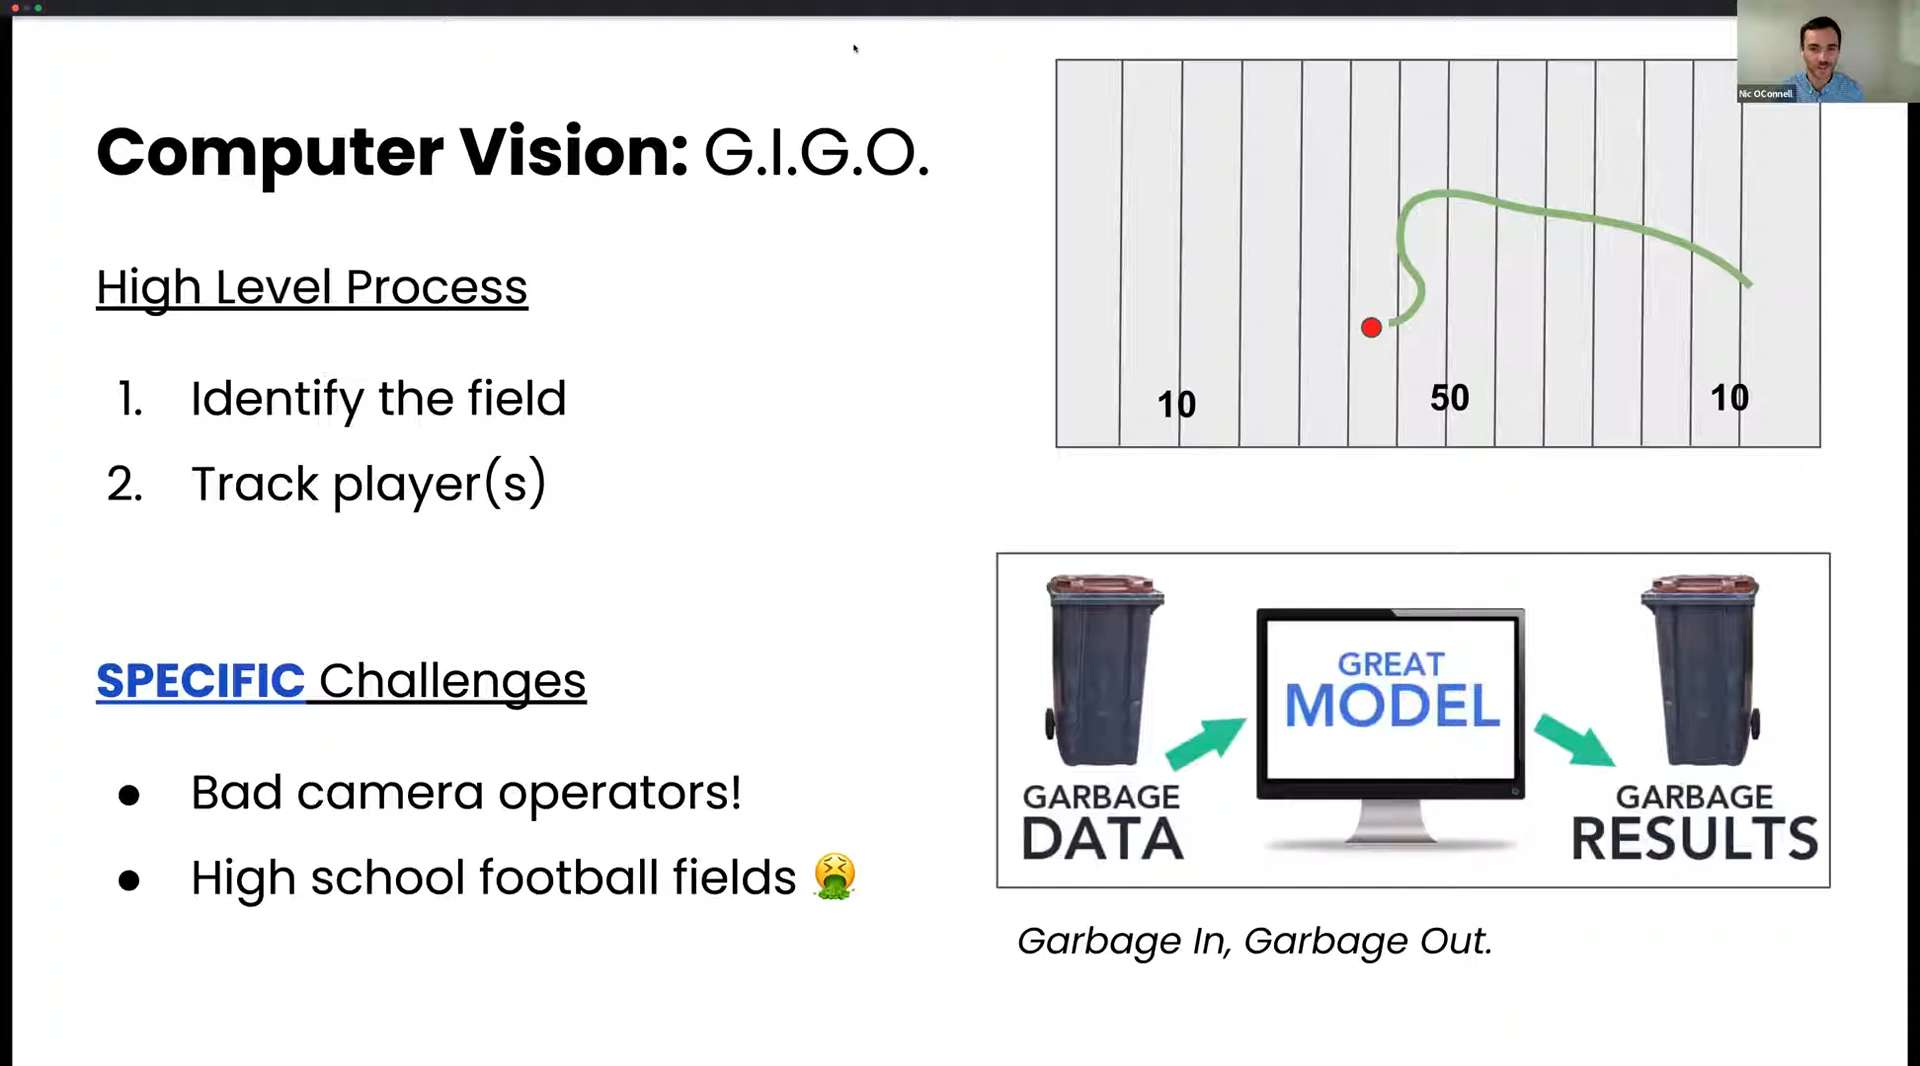 Computer Vision: G.I.G.O.
High Level Process
1. Identify the field
2. Track player(s)
SPECIFIC Challenges
● Bad camera operators!
● High school football fields 🤮
10 50 10
Nic OConnell
GREAT
MODEL
GARBAGE
DATA
GARBAGE
RESULTS
Garbage In, Garbage Out.